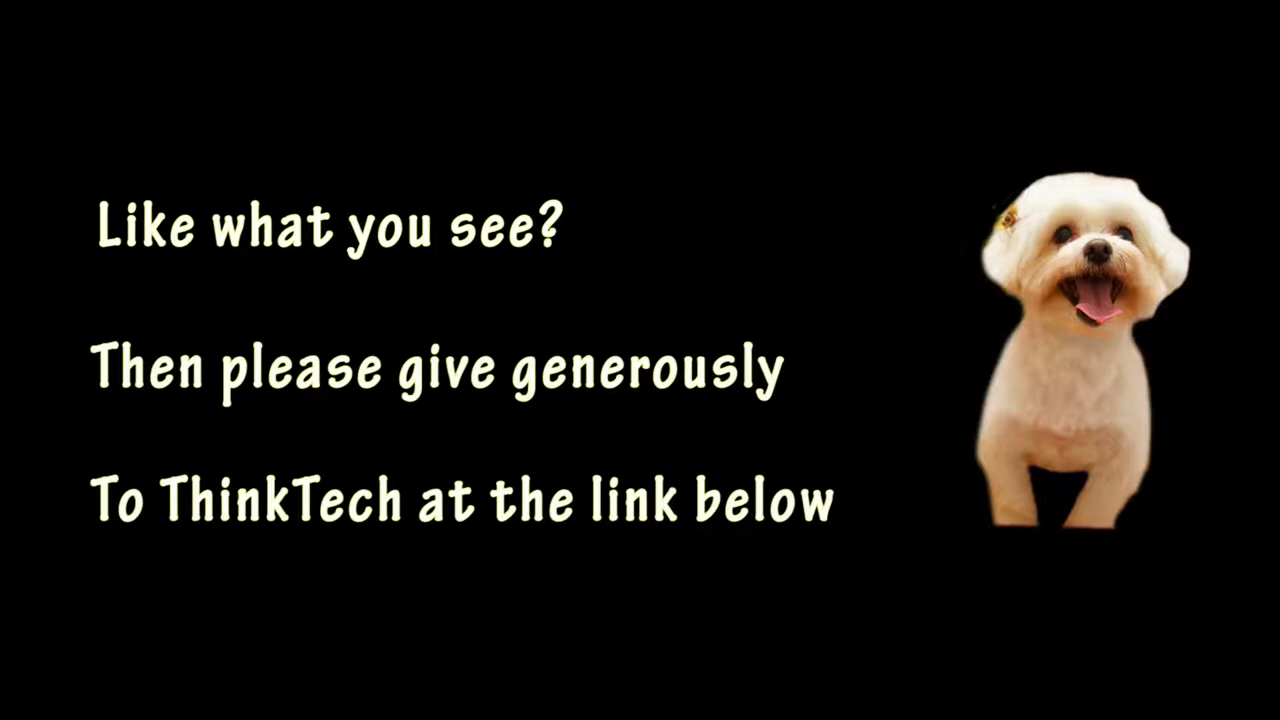 Like what you see?
Then please give generously
To ThinkTech at the link below